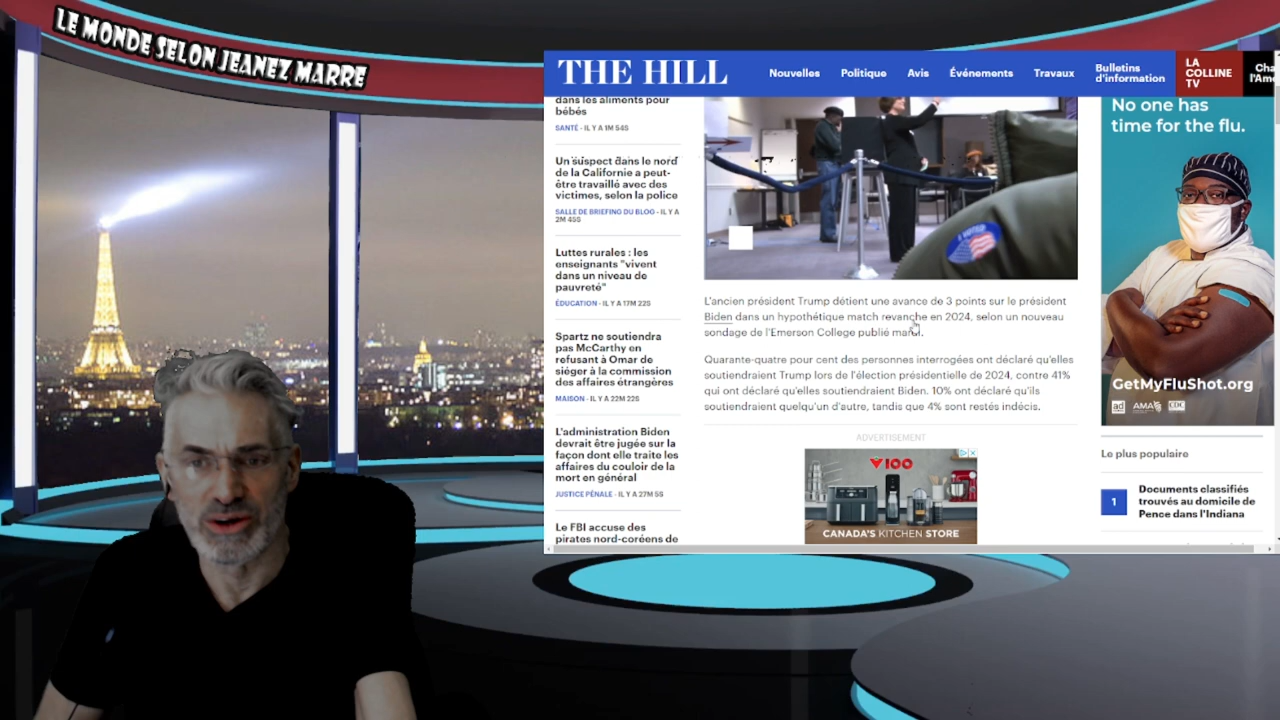 LE MONDE SELON JEANEZ MARRE
THE HILL
Nouvelles
Politique
Avis
Événements
Travaux
Bulletins
d'information
LA
COLLINE
TV
Cha
l'Am
dans les aliments pour
bébés
SANTÉ - IL Y A 1M 54S
Un suspect dans le nord
de la Californie a peut-
être travaillé avec des
victimes, selon la police
SALLE DE BRIEFING DU BLOG - IL Y A
2M 45S
Luttes rurales : les
enseignants "vivent
dans un niveau de
pauvreté"
ÉDUCATION - IL Y A 17M 22S
Spartz ne soutiendra
pas McCarthy en
refusant à Omar de
siéger à la commission
des affaires étrangères
MAISON - IL Y A 22M 22S
L'administration Biden
devrait être jugée sur la
façon dont elle traite les
affaires du couloir de la
mort en général
JUSTICE PÉNALE - IL Y A 27M 5S
Le FBI accuse des
pirates nord-coréens de
L'ancien président Trump détient une avance de 3 points sur le président
Biden dans un hypothétique match revanche en 2024, selon un nouveau
sondage de l'Emerson College publié mardi.
Quarante-quatre pour cent des personnes interrogées ont déclaré qu'elles
soutiendraient Trump lors de l'élection présidentielle de 2024, contre 41%
qui ont déclaré qu'elles soutiendraient Biden. 10% ont déclaré qu'ils
soutiendraient quelqu'un d'autre, tandis que 4% sont restés indécis.
ADVERTISEMENT
100
CANADA'S KITCHEN STORE
No one has
time for the flu.
GetMyFluShot.org
ad
AMA
CDC
Le plus populaire
1
Documents classifiés
trouvés au domicile de
Pence dans l'Indiana